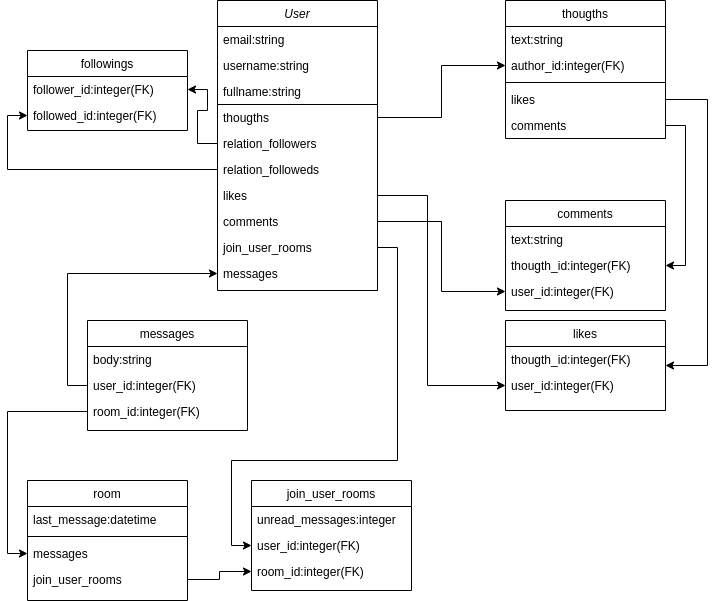 User
email:string
username:string
fullname:string
thougths
relation_followers
relation_followeds
likes
comments
join_user_rooms
messages
followings
follower_id:integer(FK)
followed_id:integer(FK)
thougths
text:string
author_id:integer(FK)
likes
comments
comments
text:string
thougth_id:integer(FK)
user_id:integer(FK)
likes
thougth_id:integer(FK)
user_id:integer(FK)
messages
body:string
user_id:integer(FK)
room_id:integer(FK)
room
last_message:datetime
messages
join_user_rooms
join_user_rooms
unread_messages:integer
user_id:integer(FK)
room_id:integer(FK)